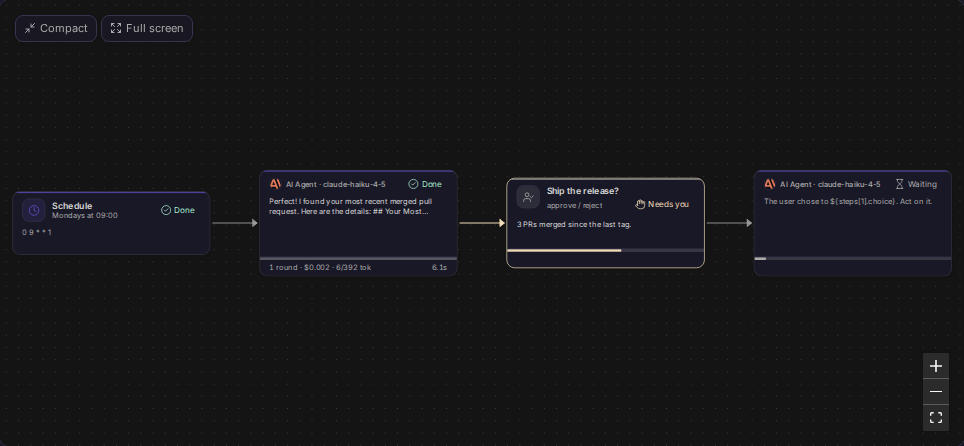 Compact
Full screen
Schedule
Mondays at 09:00
Done
0 9 * * 1
AI Agent · claude-haiku-4-5
Done
Perfect! I found your most recent merged pull
request. Here are the details: ## Your Most...
1 round · $0.002 · 6/392 tok
6.1s
Ship the release?
approve / reject
Needs you
3 PRs merged since the last tag.
AI Agent · claude-haiku-4-5
Waiting
The user chose to ${steps[1].choice}. Act on it.